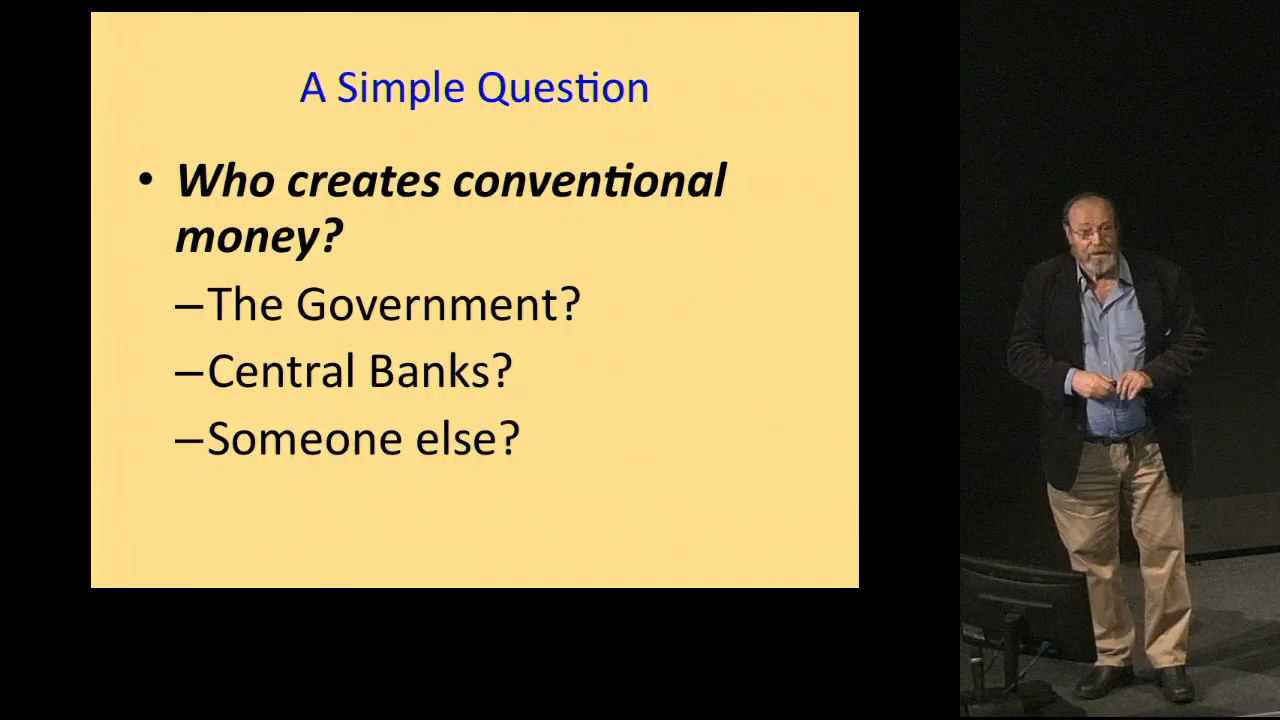 A Simple Question
• Who creates conventional
money?
–The Government?
–Central Banks?
–Someone else?